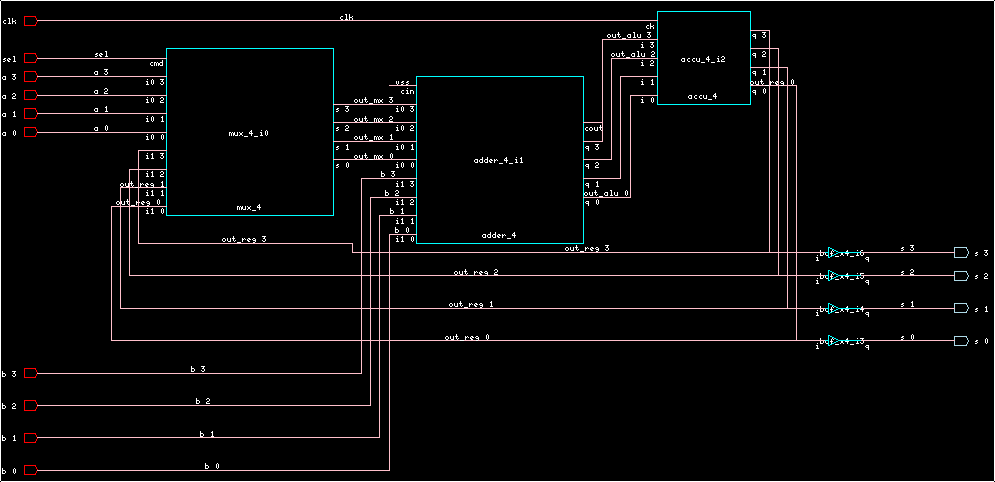 clk
clk
ck
out_alu 3
i 3
q 3
out_alu 2
i 2
q 2
accu_4_i2
i 1
q 1
out_reg 0
i 0
accu_4
q 0
sel
sel
cmd
a 3
a 3
i0 3
a 2
a 2
i0 2
a 1
a 1
i0 1
a 0
a 0
i0 0
mux_4_i0
i1 3
i1 2
out_reg 1
i1 1
out_reg 0
i1 0
mux_4
out_mx 3
s 3
out_mx 2
s 2
out_mx 1
s 1
out_mx 0
s 0
vss
cin
i0 3
i0 2
cout
i0 1
q 3
adder_4_i1
i0 0
q 2
b 3
i1 3
q 1
b 2
out_alu 0
i1 2
q 0
b 1
i1 1
b 0
i1 0
adder_4
out_reg 3
out_reg 3
i
q
s 3
s 3
out_reg 2
i
q
s 2
s 2
out_reg 1
i
q
s 1
s 1
out_reg 0
i
q
s 0
s 0
b 3
b 3
b 2
b 2
b 1
b 1
b 0
b 0